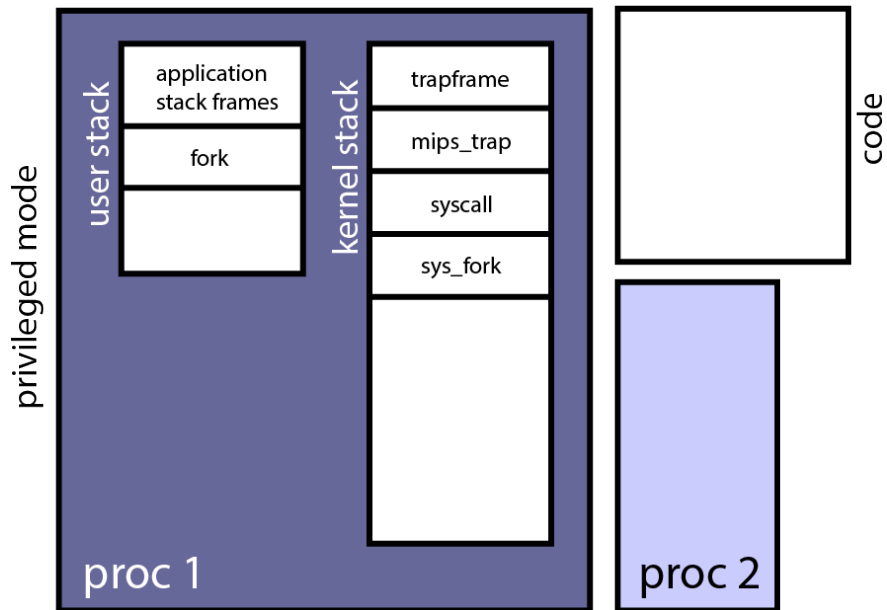 privileged mode
user stack
application
stack frames
fork
kernel stack
trapframe
mips_trap
syscall
sys_fork
code
proc 1
proc 2